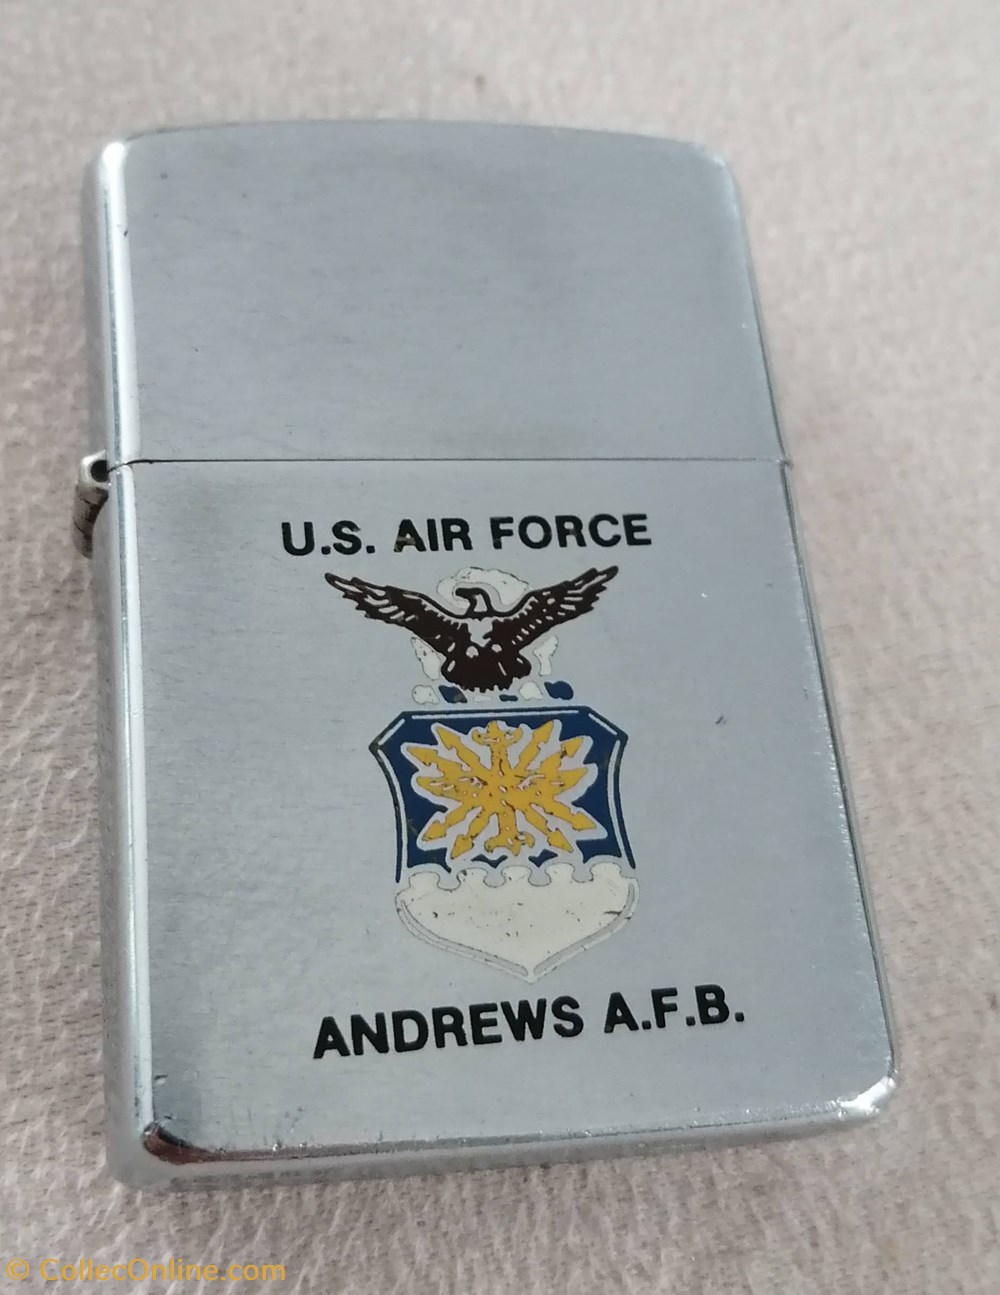 U.S. AIR FORCE
ANDREWS A.F.B.
© CollecOnline.com